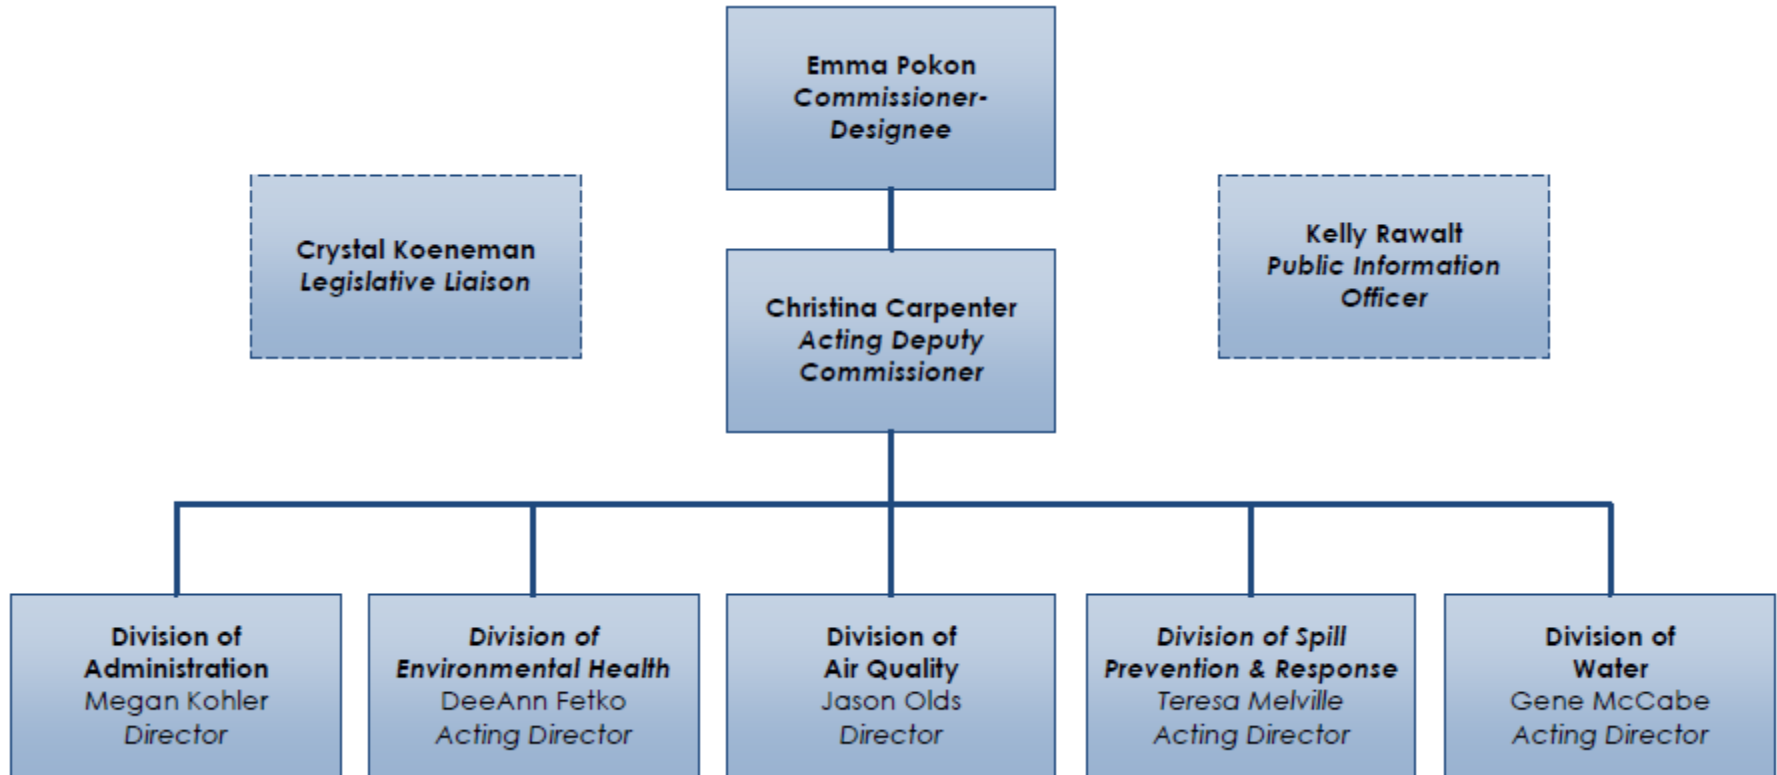 Emma Pokon
Commissioner-
Designee
Crystal Koeneman
Legislative Liaison
Kelly Rawalt
Public Information
Officer
Christina Carpenter
Acting Deputy
Commissioner
Division of
Administration
Megan Kohler
Director
Division of
Environmental Health
DeeAnn Fetko
Acting Director
Division of
Air Quality
Jason Olds
Director
Division of Spill
Prevention & Response
Teresa Melville
Acting Director
Division of
Water
Gene McCabe
Acting Director